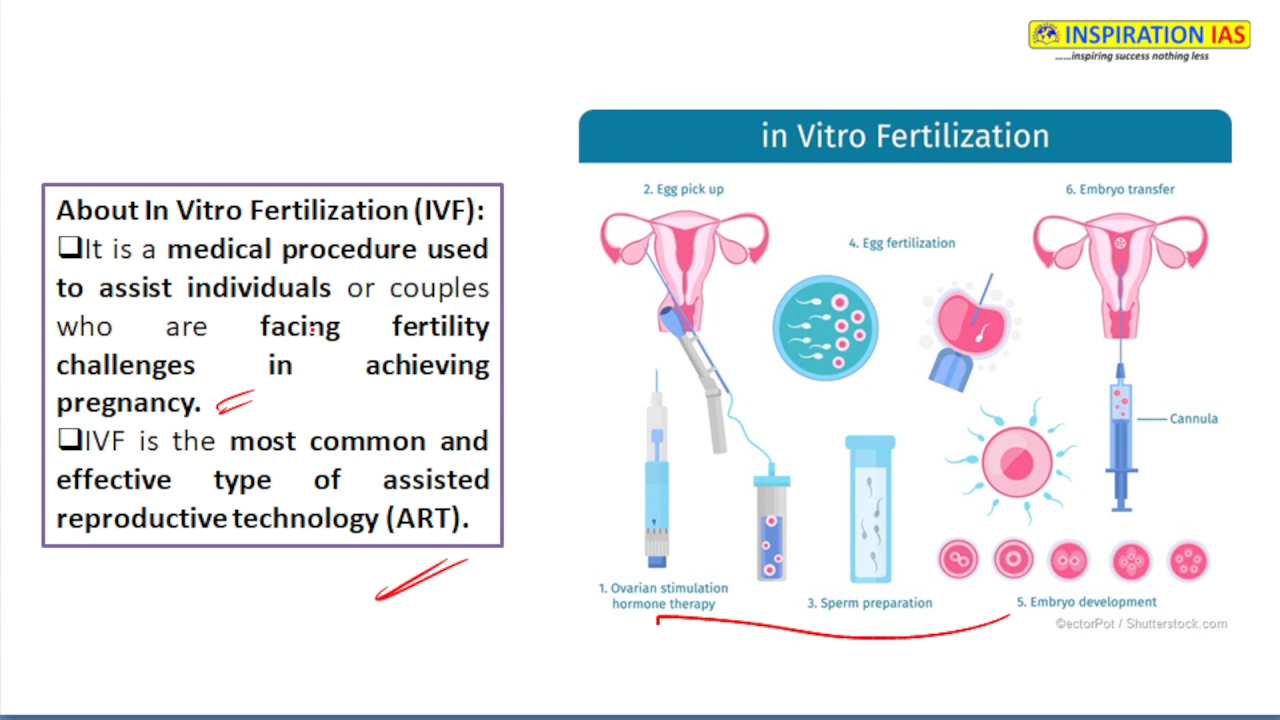 INSPIRATION IAS
......inspiring success nothing less
in Vitro Fertilization
About In Vitro Fertilization (IVF):
❑It is a medical procedure used
to assist individuals or couples
who are facing fertility
challenges in achieving
pregnancy.
❑IVF is the most common and
effective type of assisted
reproductive technology (ART).
2. Egg pick up
6. Embryo transfer
4. Egg fertilization
Cannula
1. Ovarian stimulation
hormone therapy
3. Sperm preparation
5. Embryo development
©ectorPot / Shutterstock.com